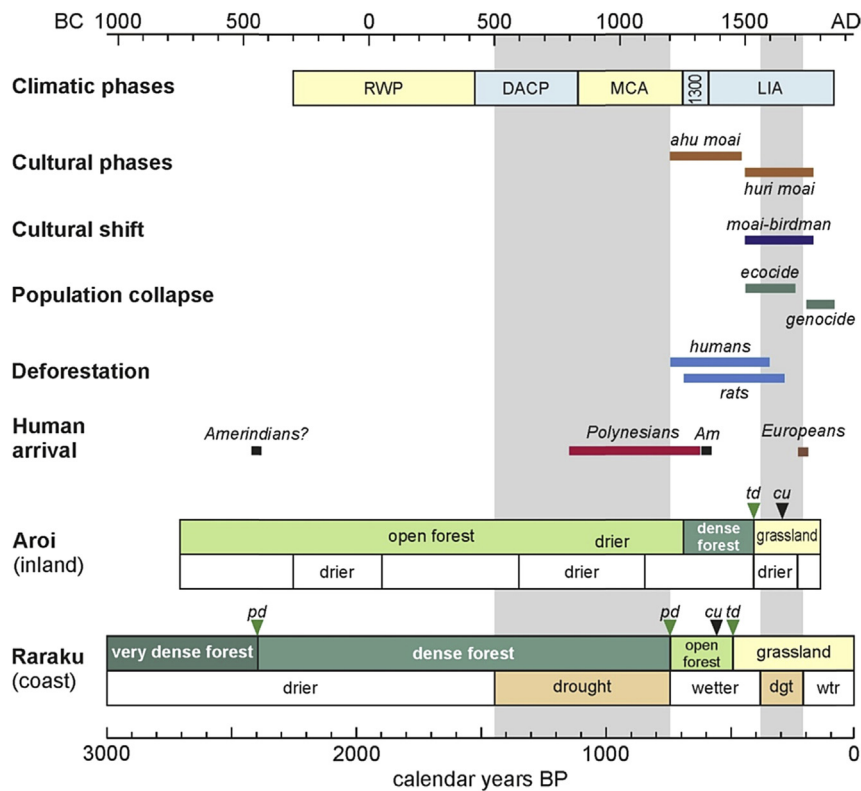 BC 1000 500 0 500 1000 1500 AD
Climatic phases RWP DACP MCA 1300 LIA
ahu moai
Cultural phases
huri moai
Cultural shift moai-birdman
ecocide
Population collapse
genocide
humans
Deforestation
rats
Human
arrival
Amerindians? Polynesians Am Europeans
td cu
Aroi
(inland)
open forest drier dense
forest
grassland
drier drier drier
pd pd cu td
Raraku
(coast)
very dense forest dense forest open
forest
grassland
drier drought wetter dgt wtr
3000 2000 1000 0
calendar years BP